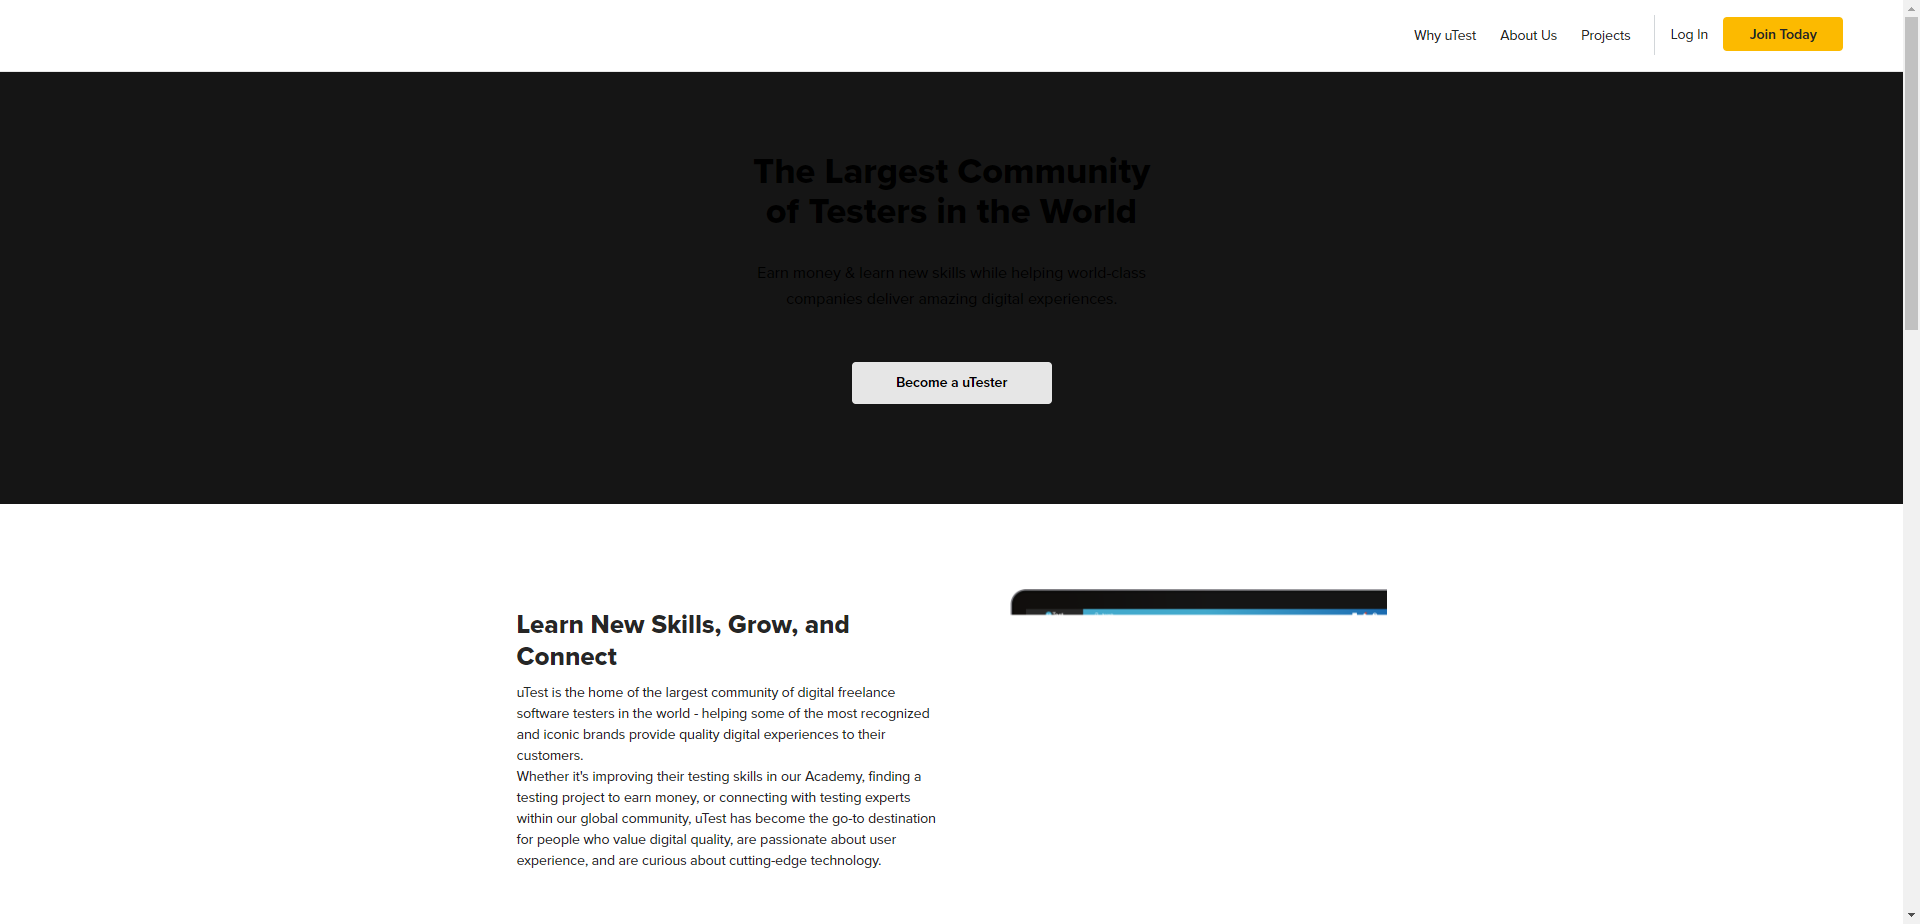 Why uTest
About Us
Projects
Log In
Join Today
The Largest Community
of Testers in the World
Earn money & learn new skills while helping world-class
companies deliver amazing digital experiences.
Become a uTester
Learn New Skills, Grow, and
Connect
uTest is the home of the largest community of digital freelance
software testers in the world - helping some of the most recognized
and iconic brands provide quality digital experiences to their
customers.
Whether it's improving their testing skills in our Academy, finding a
testing project to earn money, or connecting with testing experts
within our global community, uTest has become the go-to destination
for people who value digital quality, are passionate about user
experience, and are curious about cutting-edge technology.